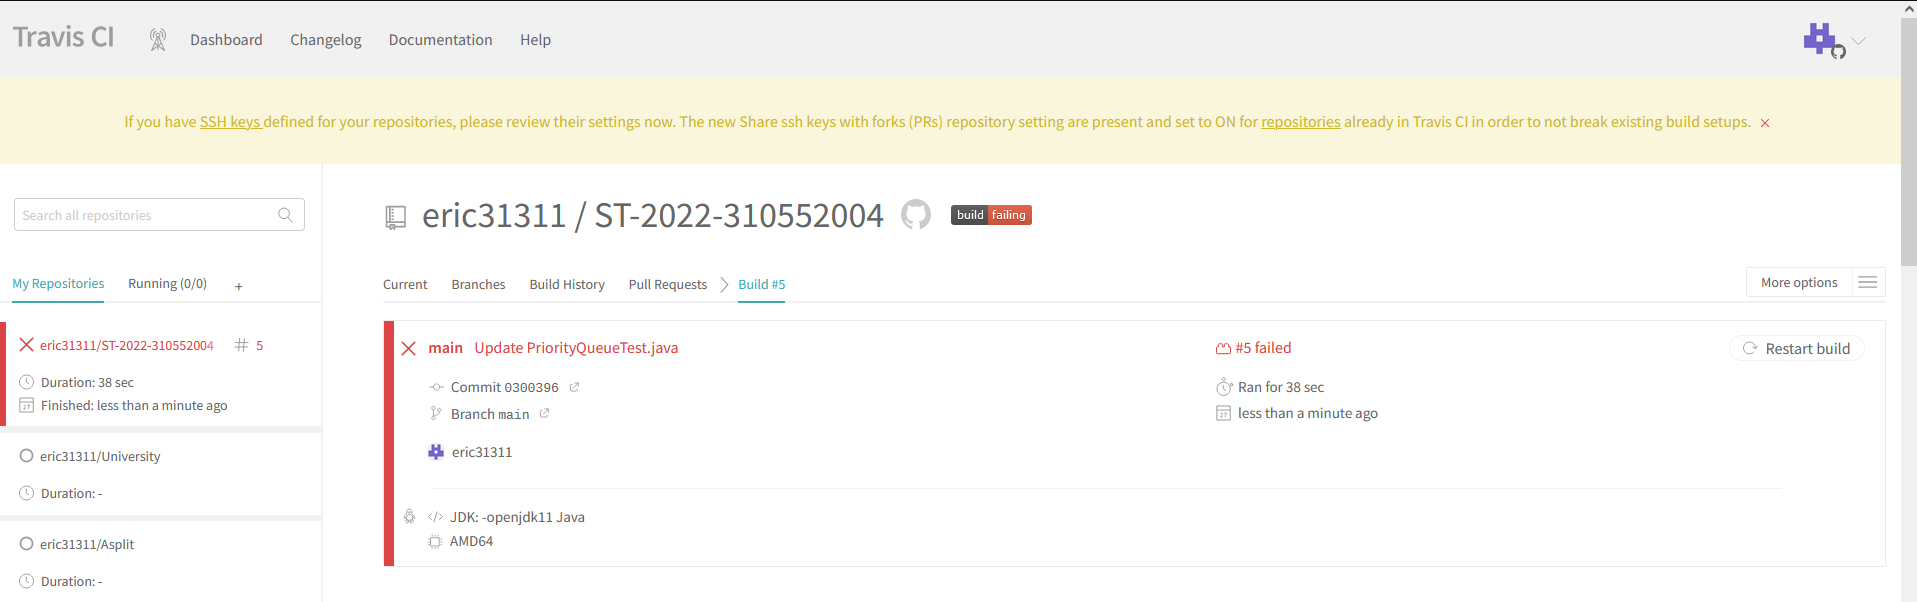 Travis CI
Dashboard
Changelog
Documentation
Help
If you have SSH keys defined for your repositories, please review their settings now. The new Share ssh keys with forks (PRs) repository setting are present and set to ON for repositories already in Travis CI in order to not break existing build setups. ×
Search all repositories
My Repositories
Running (0/0)
+
eric31311/ST-2022-310552004
# 5
Duration: 38 sec
27 Finished: less than a minute ago
eric31311/University
Duration: -
eric31311/Asplit
Duration: -
eric31311 / ST-2022-310552004
build failing
Current
Branches
Build History
Pull Requests
Build #5
More options
main Update PriorityQueueTest.java
Commit 0300396
Branch main
eric31311
#5 failed
Ran for 38 sec
27 less than a minute ago
Restart build
</> JDK: -openjdk11 Java
AMD64